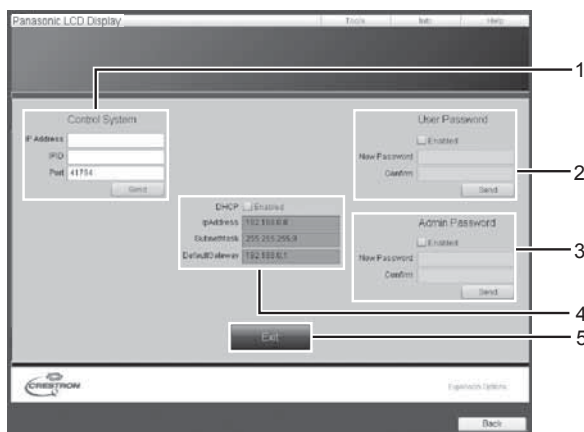 Panasonic LCD Display
Tools Info Help
1
Control System
IP Address
IPID
Port 41794
Send
User Password
Enabled
New Password
Confirm
Send
2
Admin Password
Enabled
New Password
Confirm
Send
3
DHCP Enabled
IpAddress
SubnetMask 255.255.255.0
DefaultGateway
4
Exit
5
CRESTRON
Expansion Options
Back